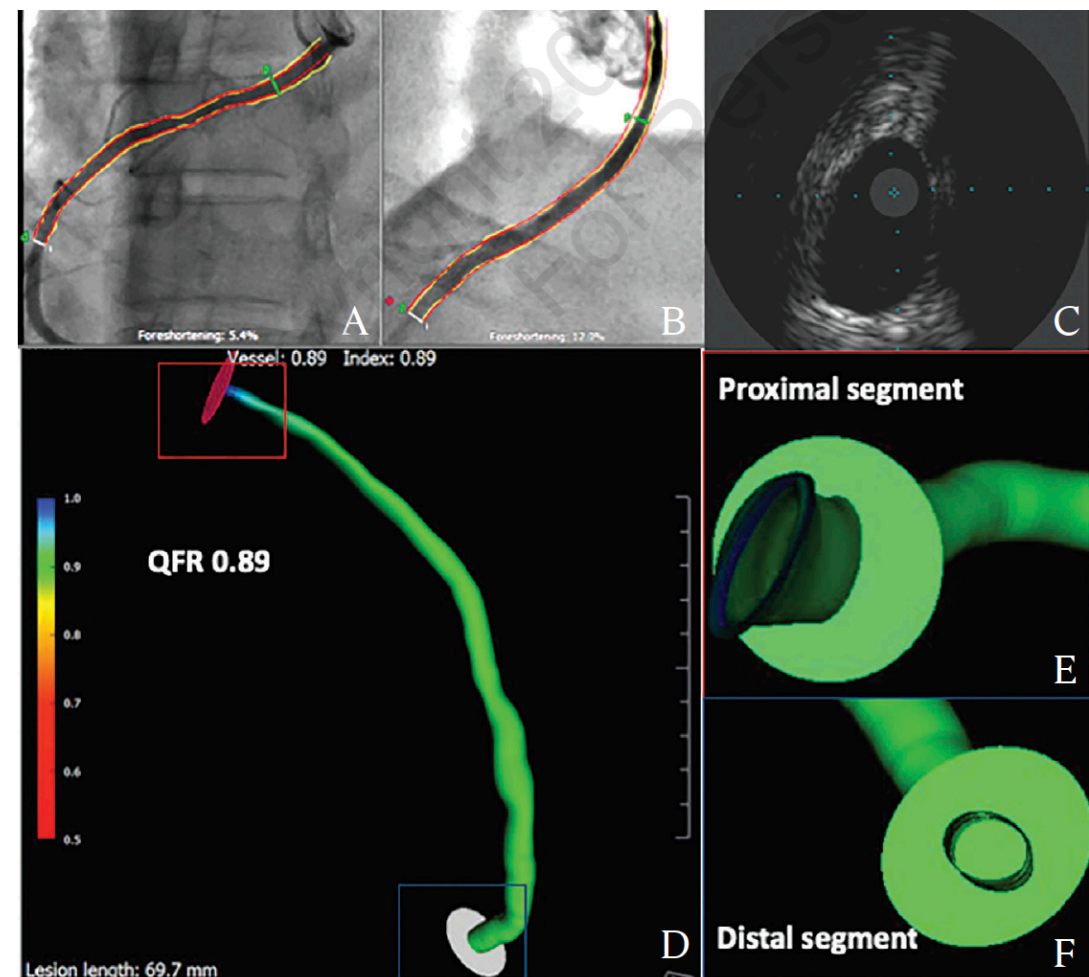 Foreshortening: 5.4%
A
Foreshortening: 12.0%
B
C
Vessel: 0.89 Index: 0.89
1.0
0.9
0.8
0.7
0.6
0.5
QFR 0.89
Lesion length: 69.7 mm
D
Proximal segment
E
Distal segment
F